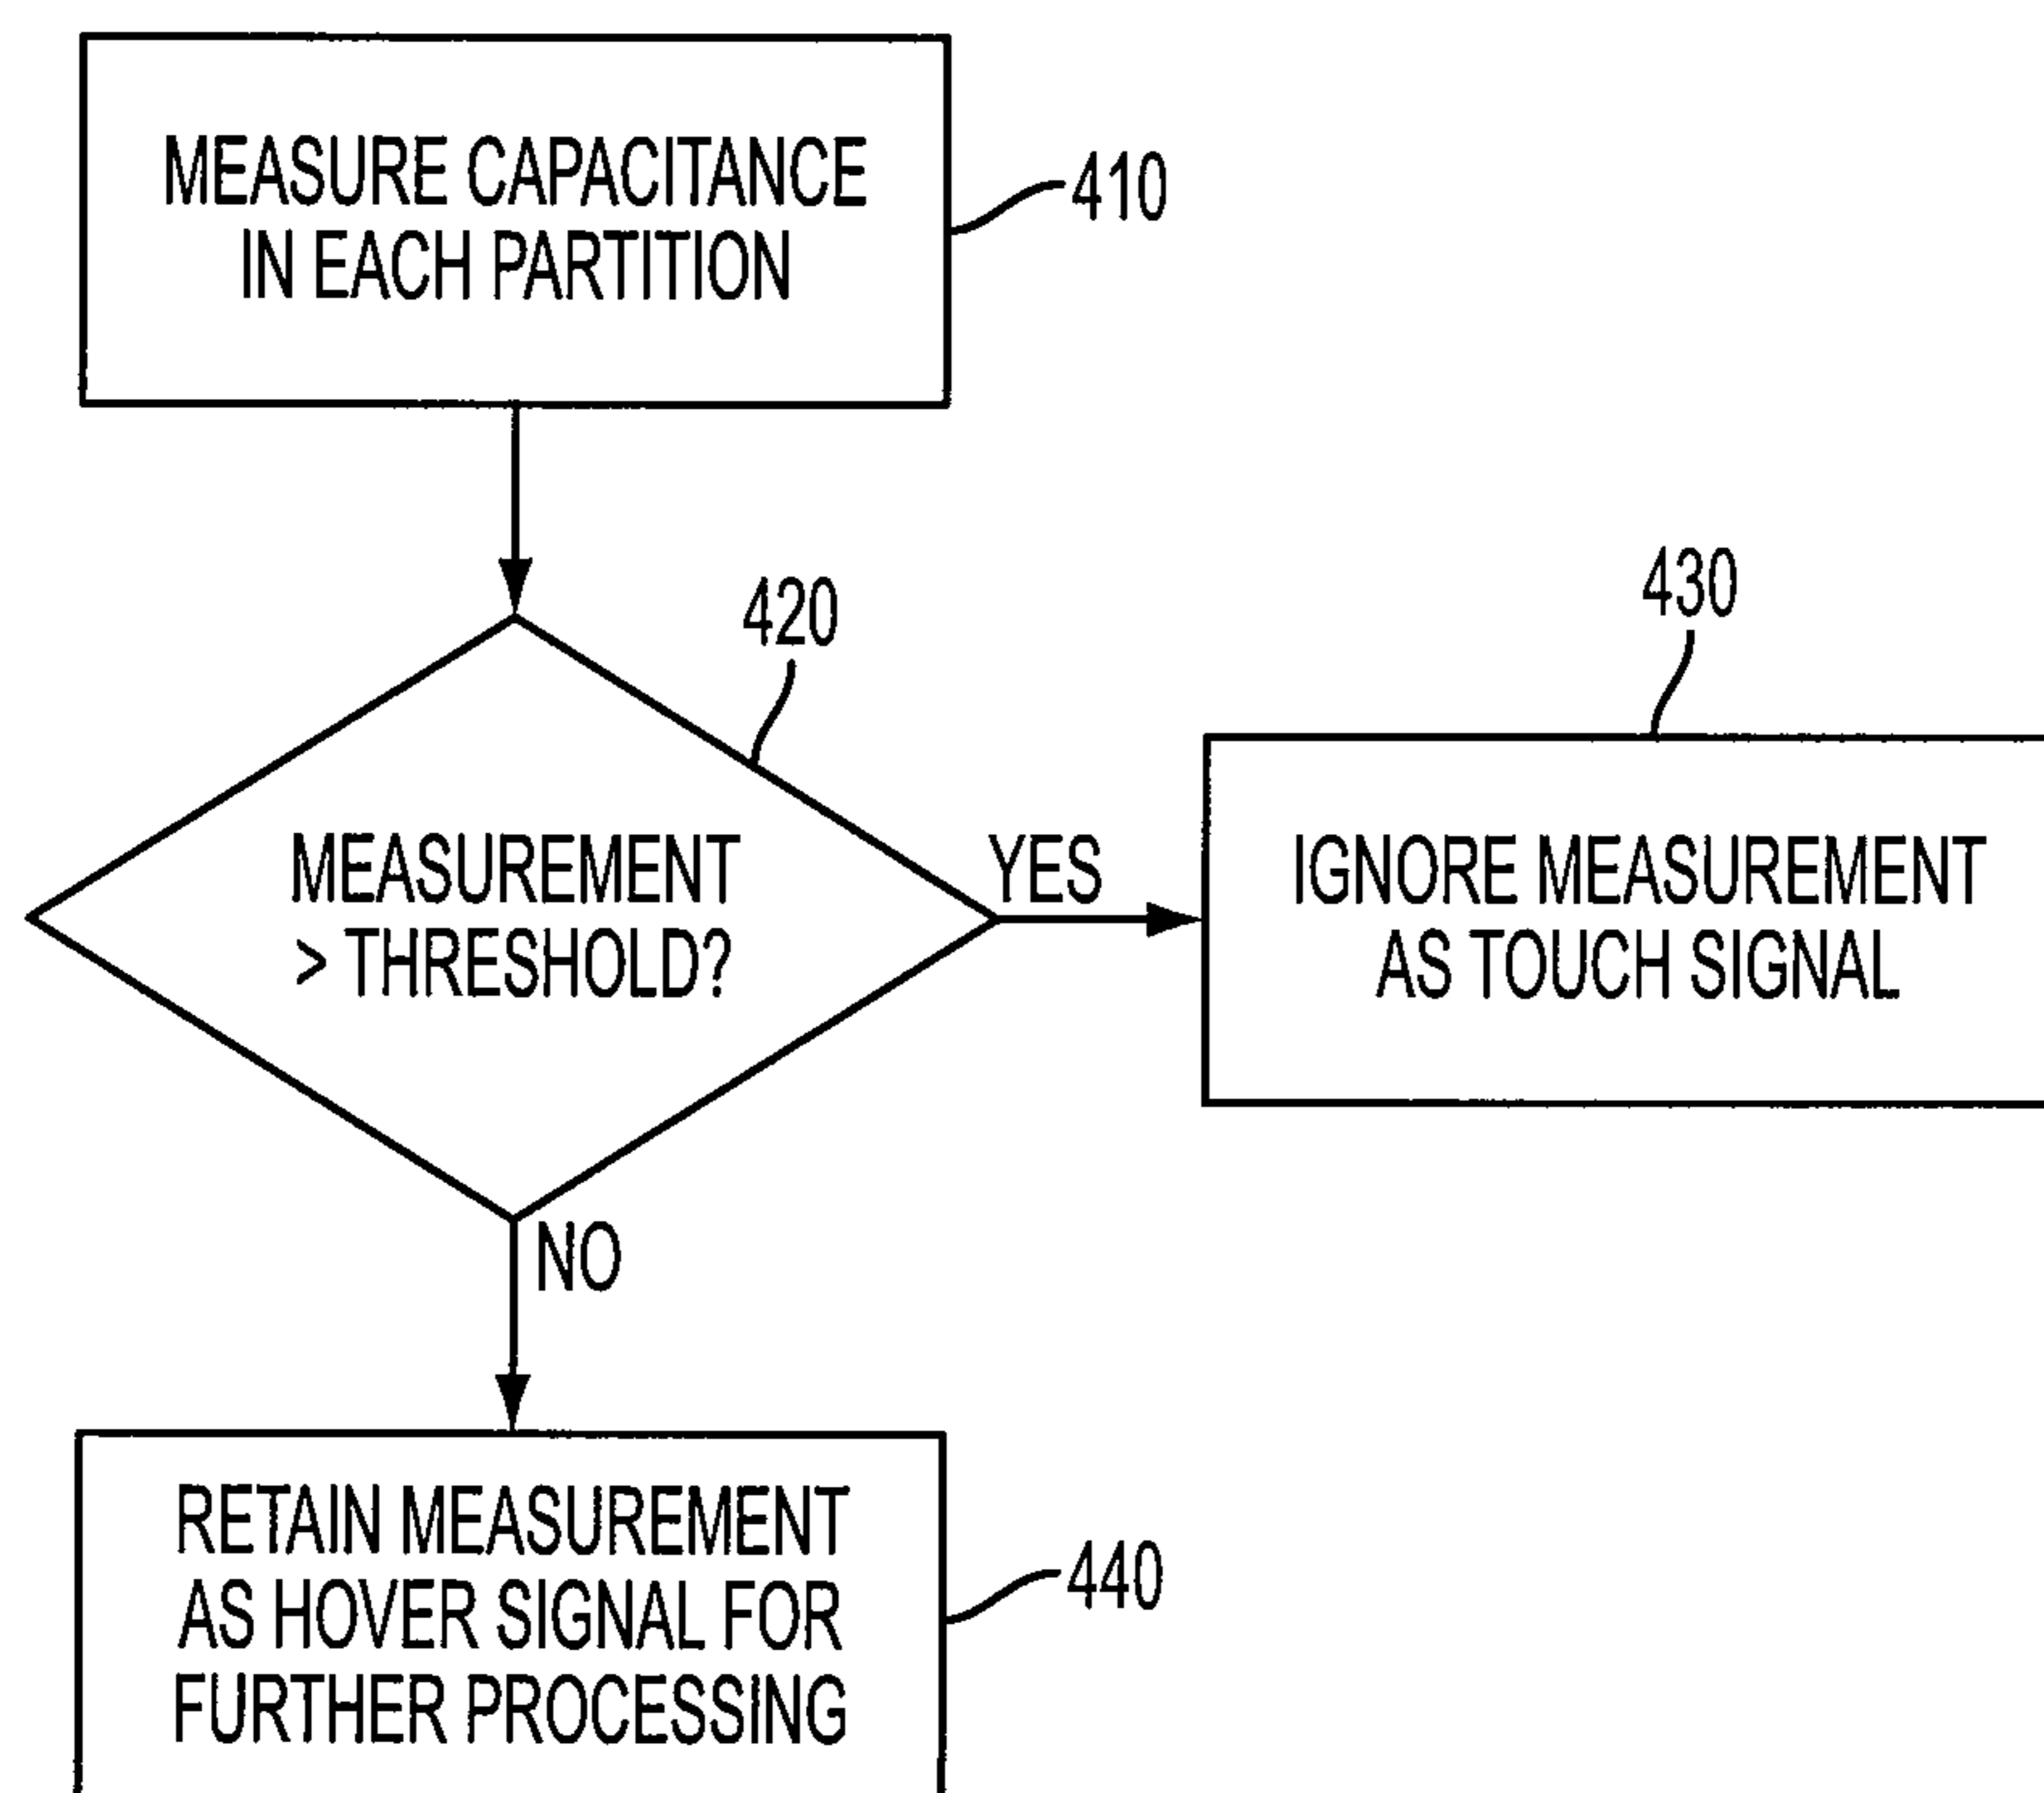 MEASURE CAPACITANCE
IN EACH PARTITION
410
420
430
MEASUREMENT
> THRESHOLD?
YES
IGNORE MEASUREMENT
AS TOUCH SIGNAL
NO
RETAIN MEASUREMENT
AS HOVER SIGNAL FOR
FURTHER PROCESSING
440